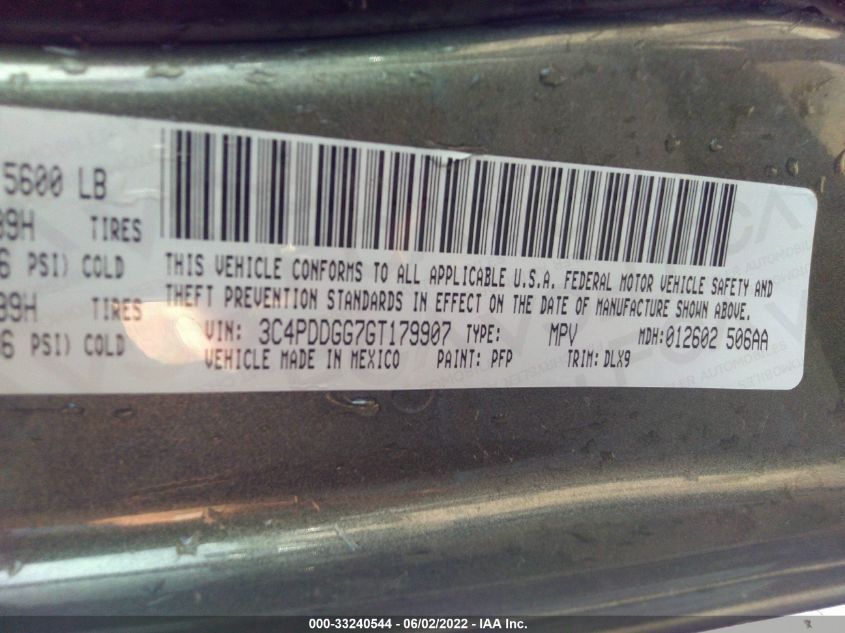 5600 LB
99H TIRES
PSI) COLD
99H TIRES
PSI) COLD
THIS VEHICLE CONFORMS TO ALL APPLICABLE U.S.A. FEDERAL MOTOR VEHICLE SAFETY AND
THEFT PREVENTION STANDARDS IN EFFECT ON THE DATE OF MANUFACTURE SHOWN ABOVE.
VIN: 3C4PDDGG7GT179907 TYPE: MPV MDH:012602 506AA
VEHICLE MADE IN MEXICO PAINT: PFP TRIM: DLX9
000-33240544 - 06/02/2022 - IAA Inc.